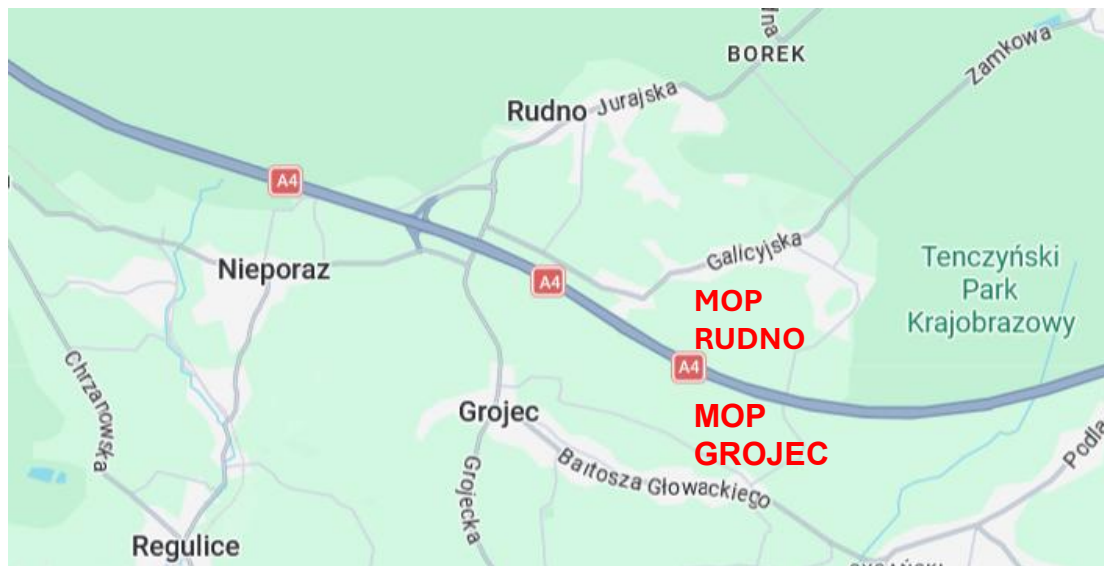 BOREK
Zamkowa
Rudno
Jurajska
A4
Nieporaz
A4
Galicyjska
Tenczyński
Park
Krajobrazowy
MOP
RUDNO
A4
MOP
GROJEC
Grojec
Chrzanowska
Grojecka
Bartosza Głowackiego
Podla
Regulice